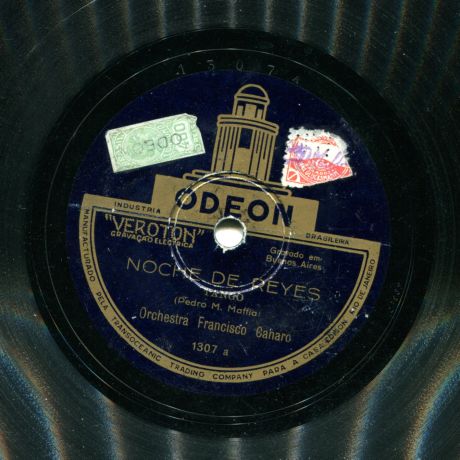 1307 A
ODEON
INDUSTRIA
BRASILEIRA
"VEROTON"
GRAVAÇÃO ELECTRICA
Gravado em
Buenos Aires
NOCHE DE REYES
TANGO
(Pedro M. Maffia)
Orchestra Francisco Canaro
1307 a
MANUFACTURADO PELA TRANSOCEANIC TRADING COMPANY PARA A CASA EDISON RIO DE JANEIRO